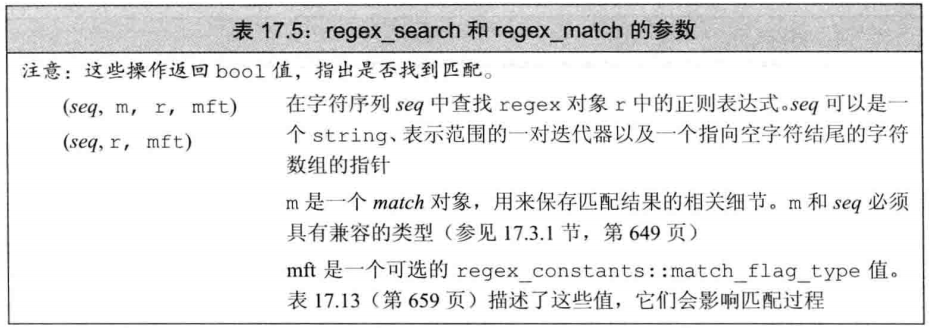 表 17.5：regex_search 和 regex_match 的参数
注意：这些操作返回 bool 值，指出是否找到匹配。
(seq, m, r, mft)
在字符序列 seq 中查找 regex 对象 r 中的正则表达式。seq 可以是一
(seq, r, mft)
个 string、表示范围的一对迭代器以及一个指向空字符结尾的字符
数组的指针
m 是一个 match 对象，用来保存匹配结果的相关细节。m 和 seq 必须
具有兼容的类型（参见 17.3.1 节，第 649 页）
mft 是一个可选的 regex_constants::match_flag_type 值。
表 17.13（第 659 页）描述了这些值，它们会影响匹配过程